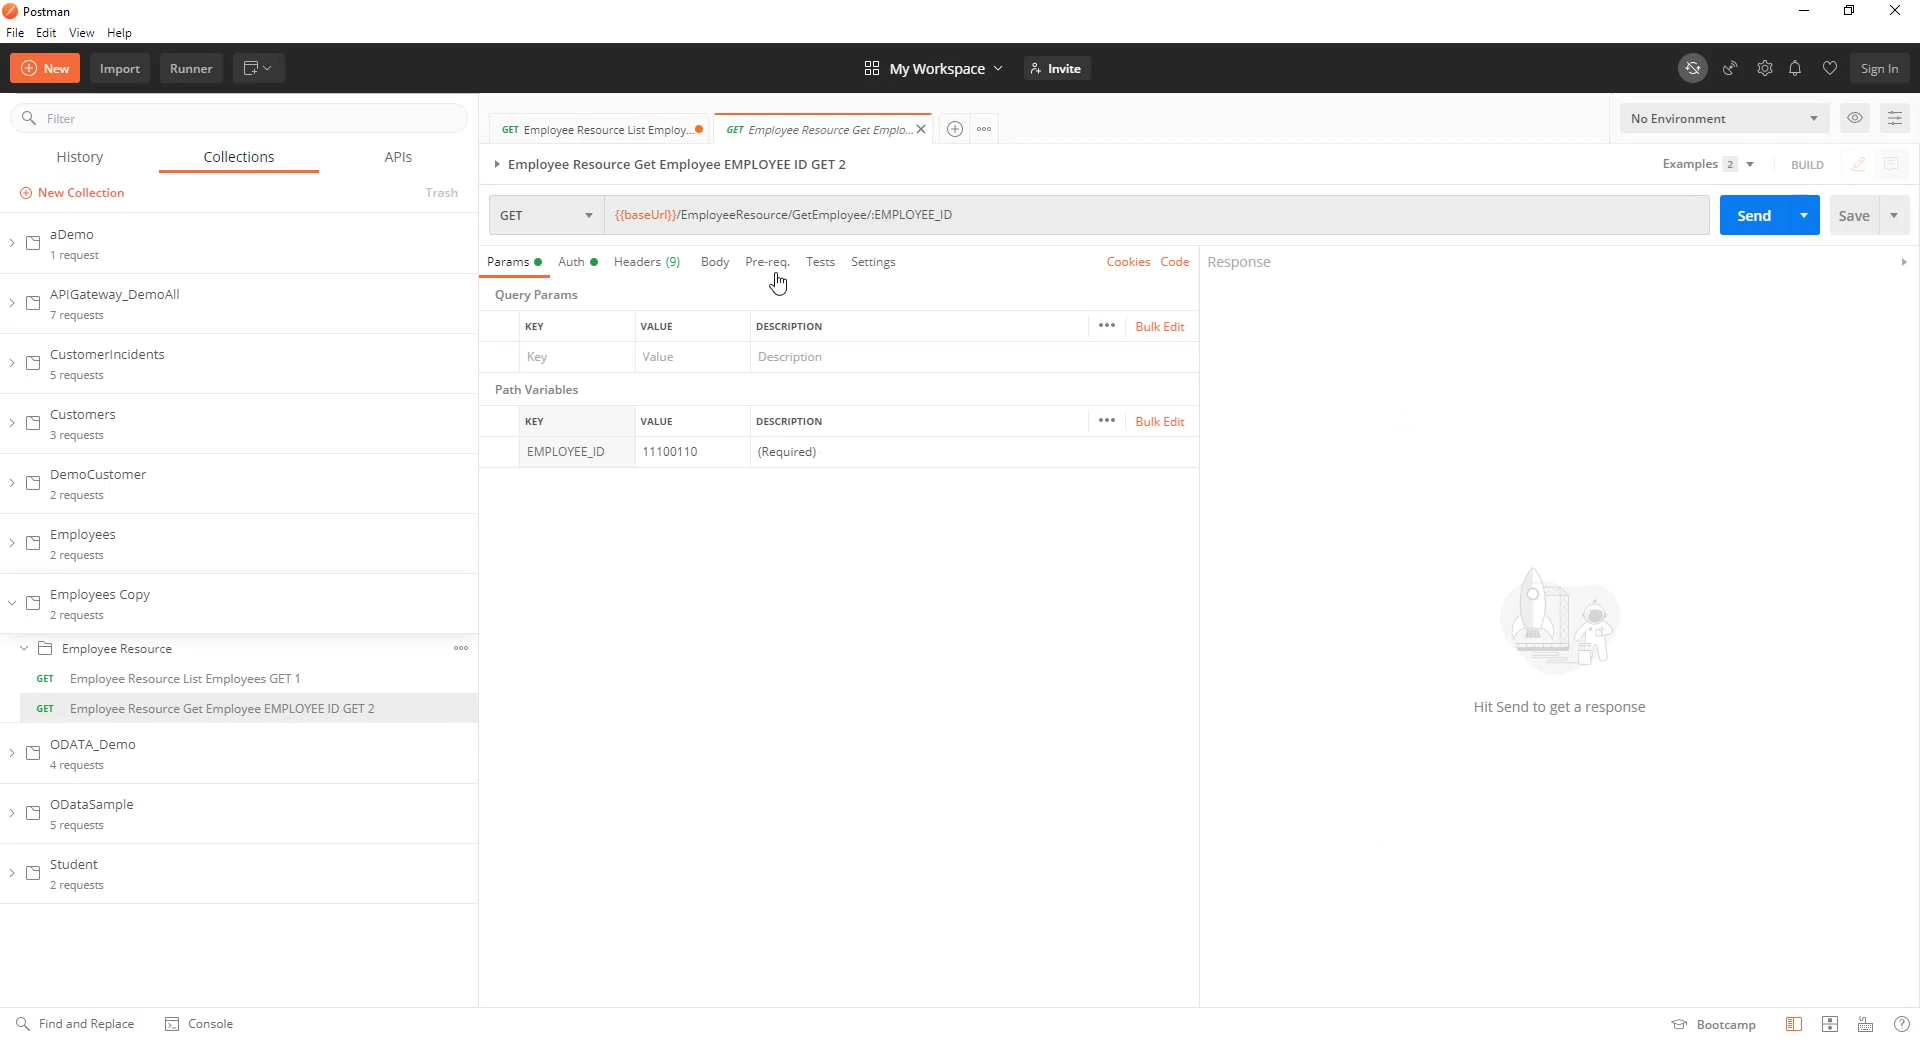 Postman
File Edit View Help
New Import Runner My Workspace Invite Sign In
Filter
History Collections APIs
New Collection Trash
aDemo
1 request
APIGateway_DemoAll
7 requests
CustomerIncidents
5 requests
Customers
3 requests
DemoCustomer
2 requests
Employees
2 requests
Employees Copy
2 requests
Employee Resource
GET Employee Resource List Employees GET 1
GET Employee Resource Get Employee EMPLOYEE ID GET 2
ODATA_Demo
4 requests
ODataSample
5 requests
Student
2 requests
GET Employee Resource List Employ... GET Employee Resource Get Emplo...
No Environment
Employee Resource Get Employee EMPLOYEE ID GET 2
Examples 2 BUILD
GET {{baseUrl}}/EmployeeResource/GetEmployee/:EMPLOYEE_ID Send Save
Params Auth Headers (9) Body Pre-req. Tests Settings Cookies Code
Query Params
KEY VALUE DESCRIPTION Bulk Edit
Key Value Description
Path Variables
KEY VALUE DESCRIPTION Bulk Edit
EMPLOYEE_ID 11100110 (Required)
Response
Hit Send to get a response
Find and Replace Console Bootcamp